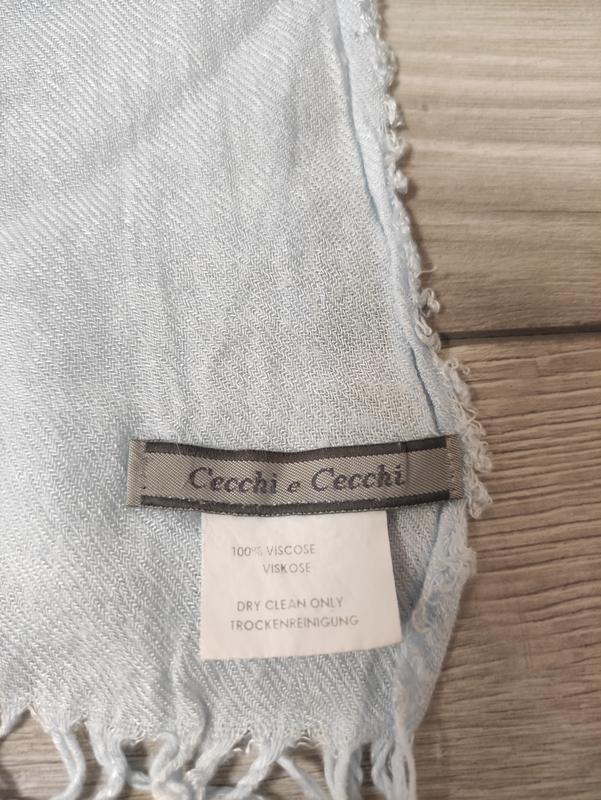 Cecchi e Cecchi
100% VISCOSE
VISKOSE
DRY CLEAN ONLY
TROCKENREINIGUNG